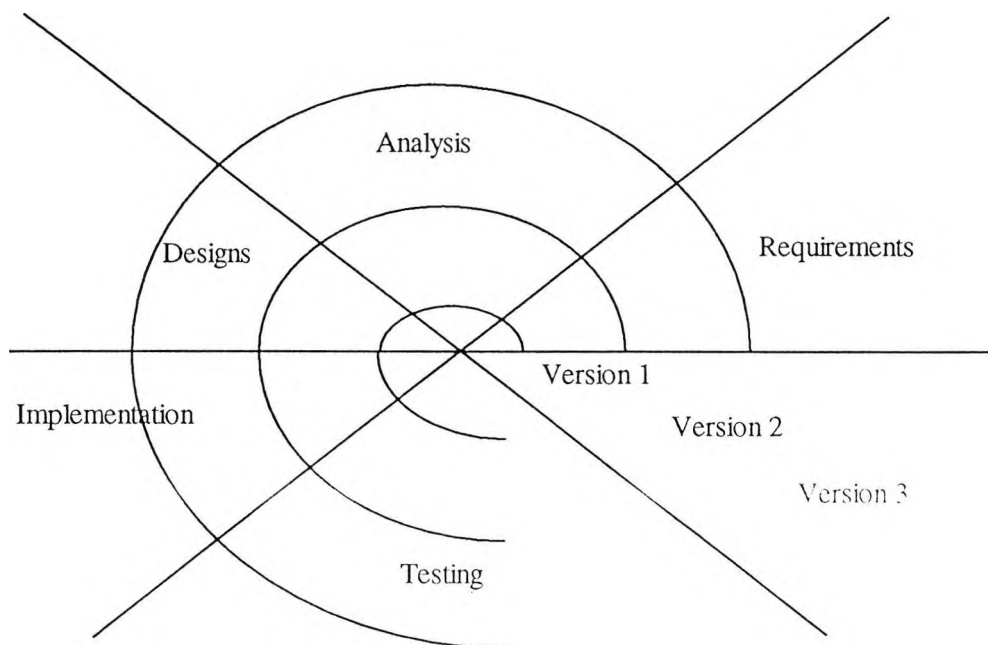 Analysis
Designs
Requirements
Version 1
Implementation
Version 2
Version 3
Testing